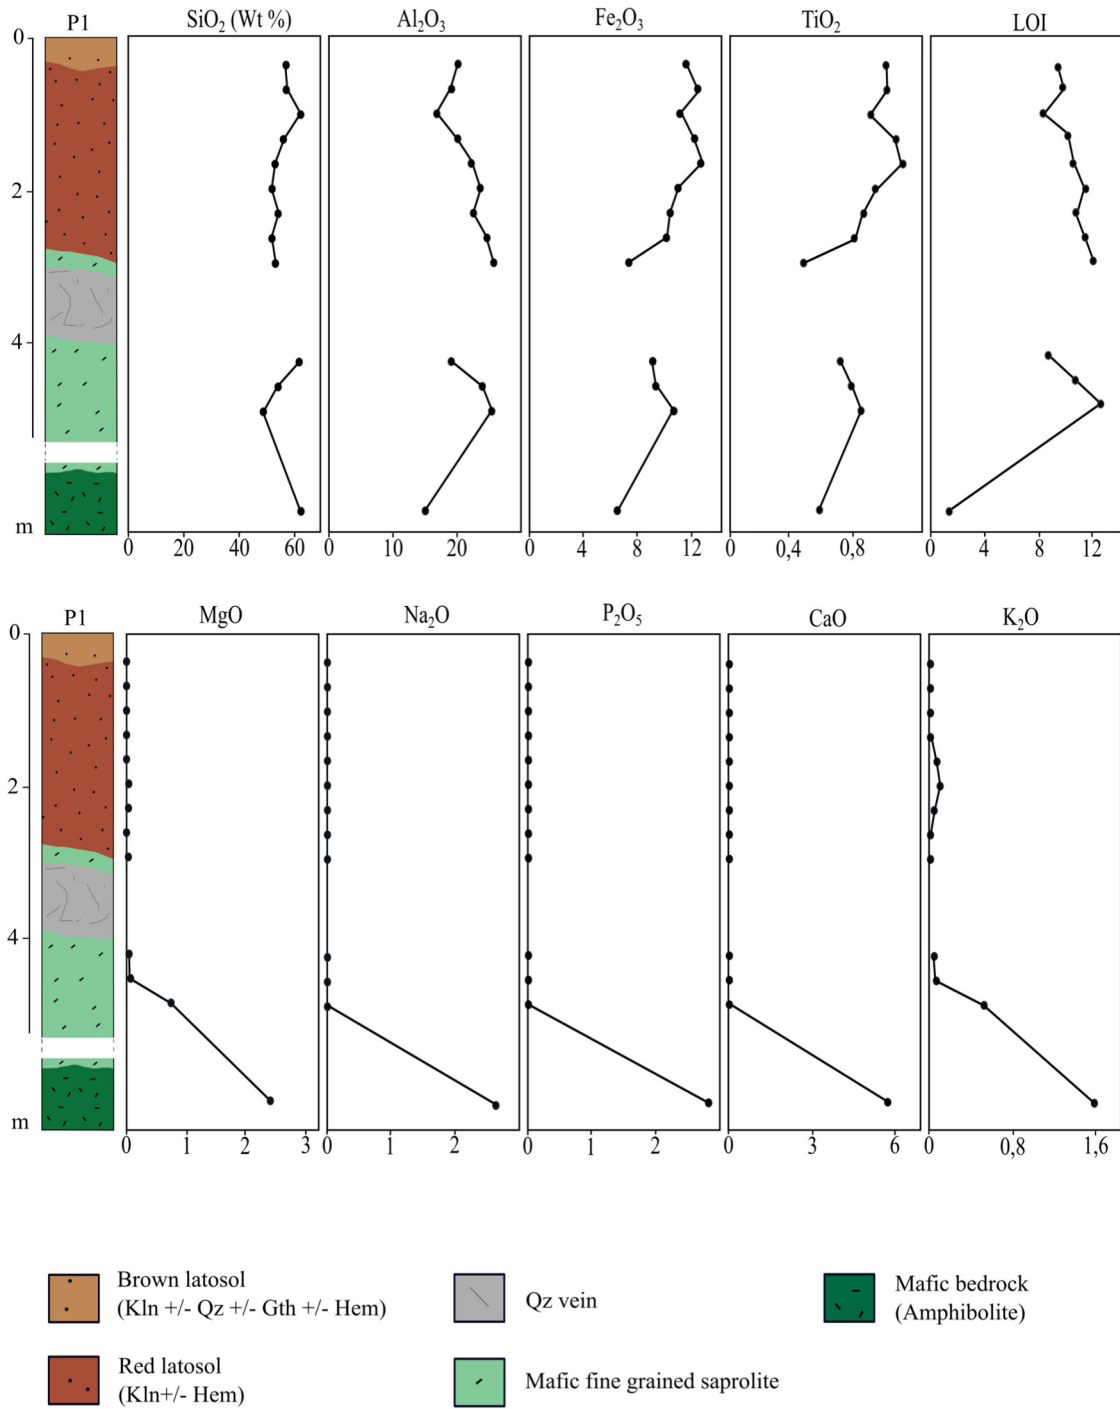 P1 SiO₂ (Wt %) Al₂O₃ Fe₂O₃ TiO₂ LOI
0
2
4
m
0 20 40 60 0 10 20 0 4 8 12 0 0,4 0,8 0 4 8 12
P1 MgO Na₂O P₂O₅ CaO K₂O
0
2
4
m
0 1 2 3 0 1 2 0 1 2 0 3 6 0 0,8 1,6
Brown latosol
(Kln +/- Qz +/- Gth +/- Hem)
Qz vein
Mafic bedrock
(Amphibolite)
Red latosol
(Kln+/- Hem)
Mafic fine grained saprolite